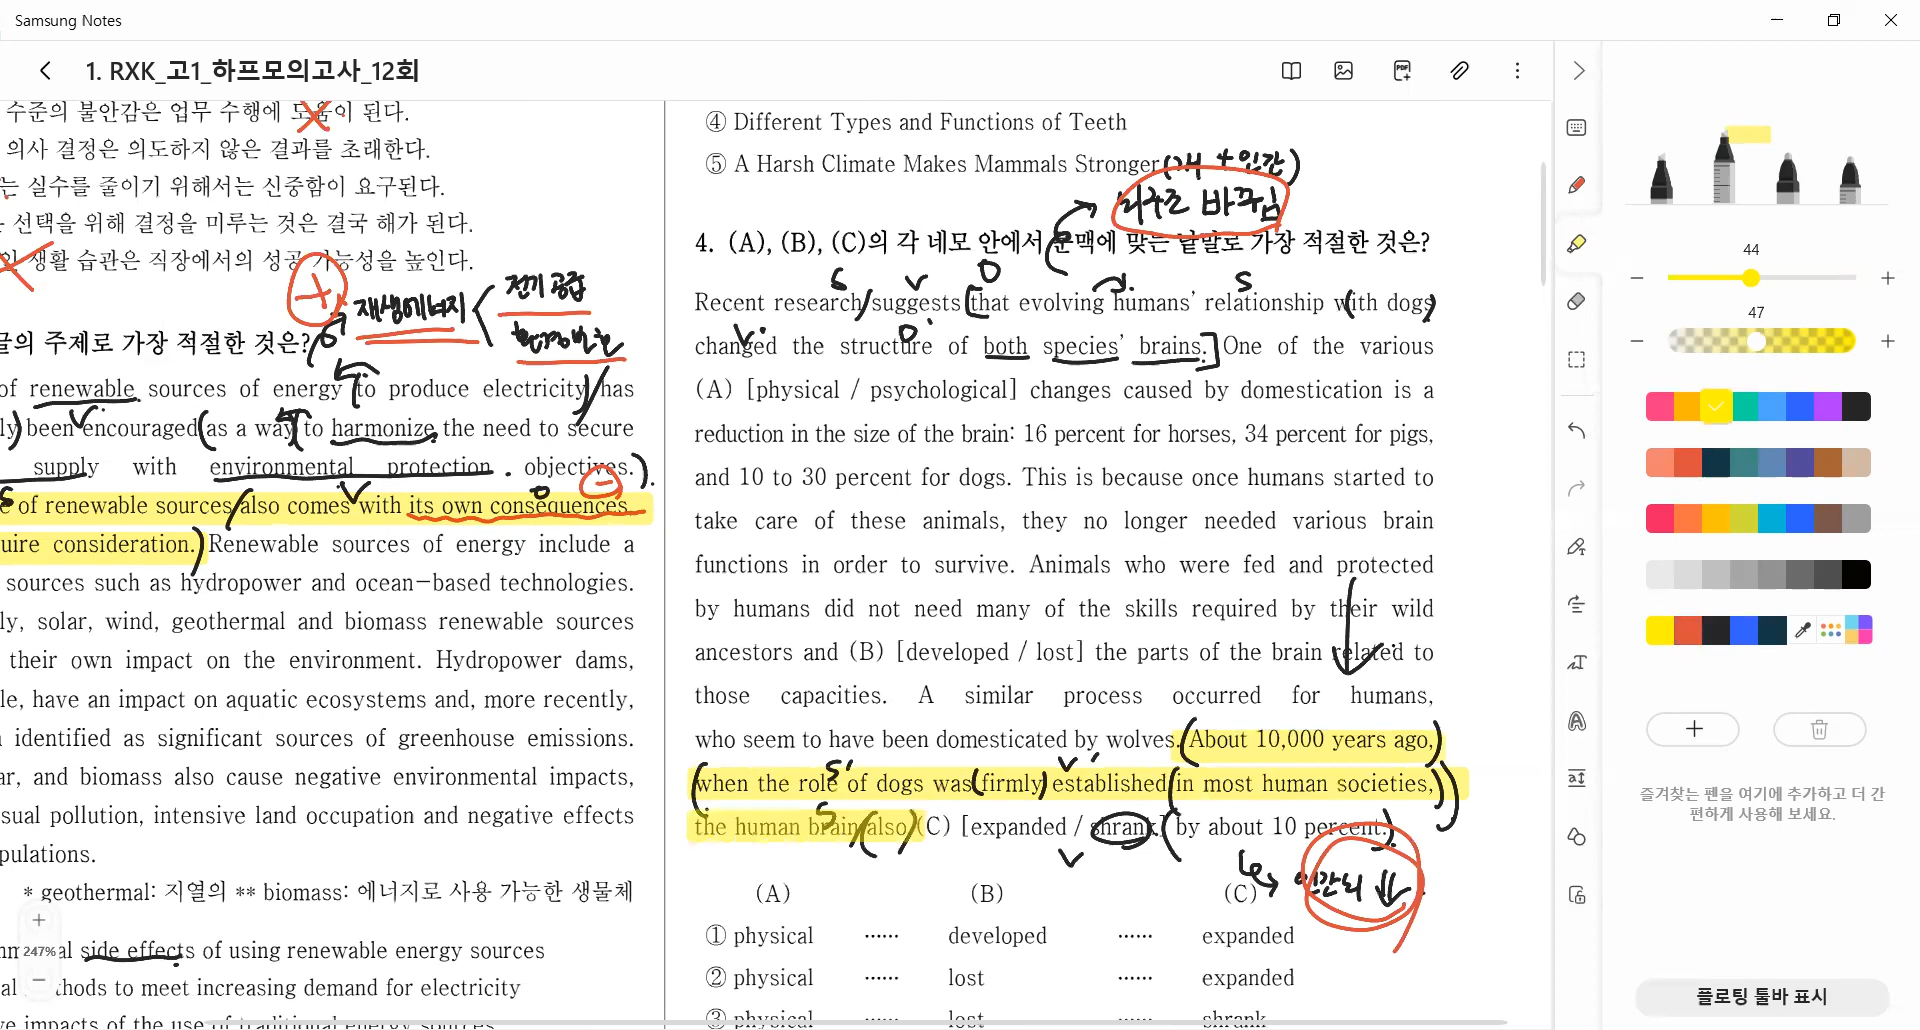 Samsung Notes
1. RXK_고1_하프모의고사_12회
수준의 불안감은 업무 수행에 도움이 된다.
의사 결정은 의도하지 않은 결과를 초래한다.
는 실수를 줄이기 위해서는 신중함이 요구된다.
선택을 위해 결정을 미루는 것은 결국 해가 된다.
인 생활 습관은 직장에서의 성공 가능성을 높인다.
재생에너지
전기 공급
글의 주제로 가장 적절한 것은?
of renewable sources of energy to produce electricity has
ly been encouraged as a way to harmonize the need to secure
supply with environmental protection objectives.
e of renewable sources also comes with its own consequences,
uire consideration. Renewable sources of energy include a
sources such as hydropower and ocean-based technologies.
ly, solar, wind, geothermal and biomass renewable sources
their own impact on the environment. Hydropower dams,
le, have an impact on aquatic ecosystems and, more recently,
identified as significant sources of greenhouse emissions.
ar, and biomass also cause negative environmental impacts,
sual pollution, intensive land occupation and negative effects
pulations.
* geothermal: 지열의 ** biomass: 에너지로 사용 가능한 생물체
al side effects of using renewable energy sources
thods to meet increasing demand for electricity
ve impacts of the use of traditional energy sources
247%
④ Different Types and Functions of Teeth
⑤ A Harsh Climate Makes Mammals Stronger
(개 + 인간)
뇌구조 바뀌
4. (A), (B), (C)의 각 네모 안에서 문맥에 맞는 낱말로 가장 적절한 것은?
S V O S
Recent research suggests that evolving humans' relationship with dogs
V O
changed the structure of both species' brains. One of the various
(A) [physical / psychological] changes caused by domestication is a
reduction in the size of the brain: 16 percent for horses, 34 percent for pigs,
and 10 to 30 percent for dogs. This is because once humans started to
take care of these animals, they no longer needed various brain
functions in order to survive. Animals who were fed and protected
by humans did not need many of the skills required by their wild
ancestors and (B) [developed / lost] the parts of the brain related to
those capacities. A similar process occurred for humans,
who seem to have been domesticated by wolves. About 10,000 years ago,
S' V'
when the role of dogs was firmly established in most human societies,
S
the human brain also (C) [expanded / shrank] by about 10 percent.
V
인간뇌 ↓
(A) (B) (C)
① physical ...... developed ...... expanded
② physical ...... lost ...... expanded
③ physical ...... lost ...... shrank
44
47
즐겨찾는 펜을 여기에 추가하고 더 간
편하게 사용해 보세요.
플로팅 툴바 표시